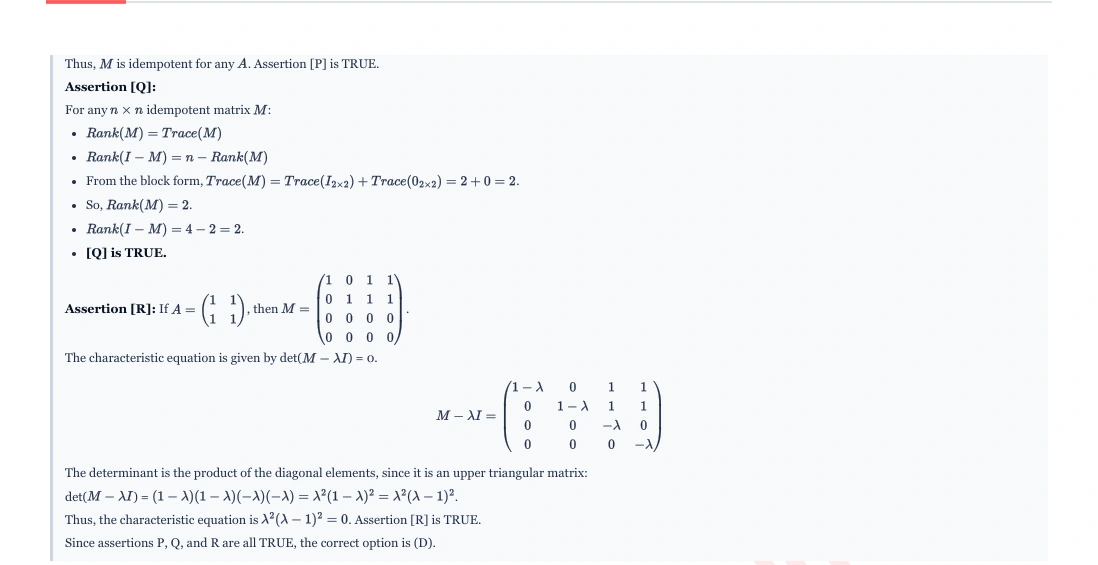 Thus, M is idempotent for any A. Assertion [P] is TRUE.
Assertion [Q]:
For any n × n idempotent matrix M:
• Rank(M) = Trace(M)
• Rank(I − M) = n − Rank(M)
• From the block form, Trace(M) = Trace(I₂ₓ₂) + Trace(0₂ₓ₂) = 2 + 0 = 2.
• So, Rank(M) = 2.
• Rank(I − M) = 4 − 2 = 2.
• [Q] is TRUE.
Assertion [R]: If A = (1 1; 1 1), then M = (1 0 1 1; 0 1 1 1; 0 0 0 0; 0 0 0 0).
The characteristic equation is given by det(M − λI) = 0.
M − λI = (1 − λ 0 1 1; 0 1 − λ 1 1; 0 0 −λ 0; 0 0 0 −λ)
The determinant is the product of the diagonal elements, since it is an upper triangular matrix:
det(M − λI) = (1 − λ)(1 − λ)(−λ)(−λ) = λ²(1 − λ)² = λ²(λ − 1)².
Thus, the characteristic equation is λ²(λ − 1)² = 0. Assertion [R] is TRUE.
Since assertions P, Q, and R are all TRUE, the correct option is (D).